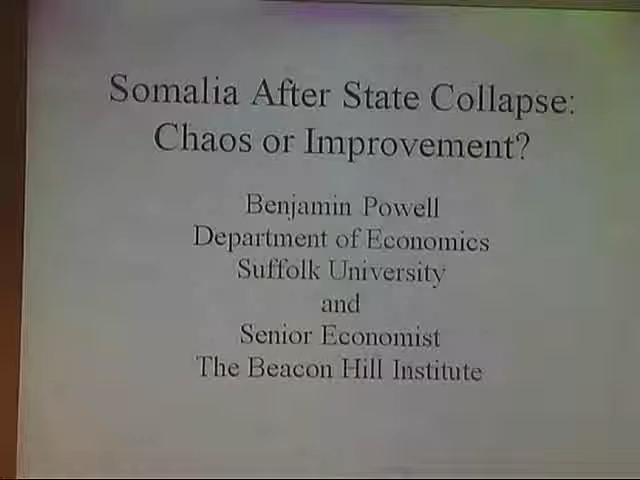 Somalia After State Collapse:
Chaos or Improvement?
Benjamin Powell
Department of Economics
Suffolk University
and
Senior Economist
The Beacon Hill Institute